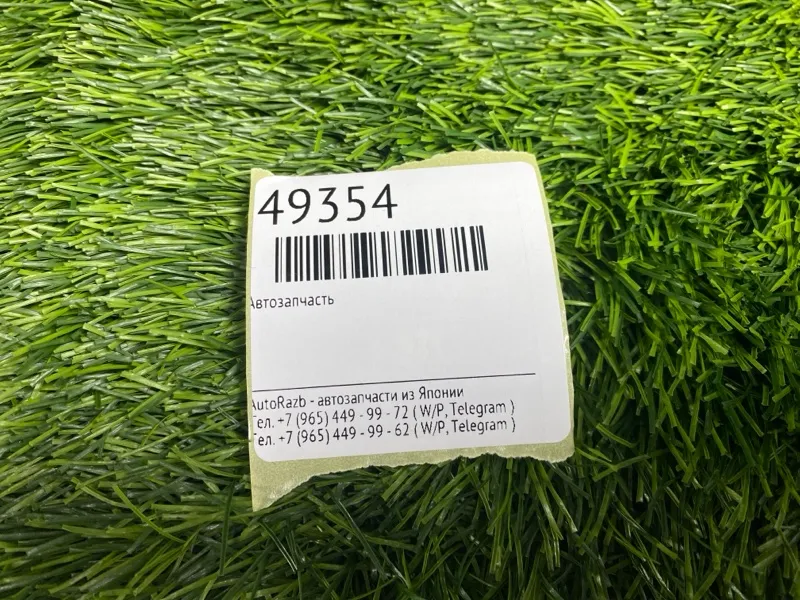 49354
Автозапчасть
AutoRazb - автозапчасти из Японии
Тел. +7 (965) 449 - 99 - 72 ( W/P, Telegram )
Тел. +7 (965) 449 - 99 - 62 ( W/P, Telegram )